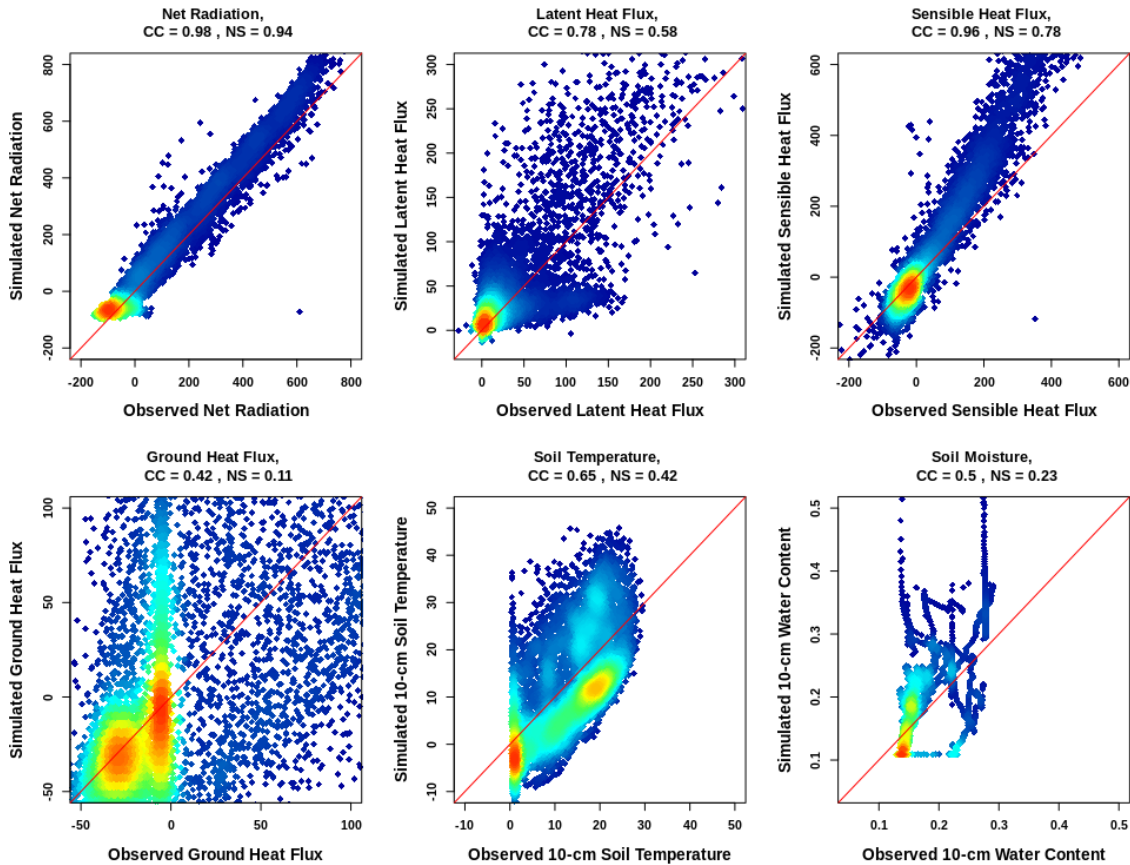 Net Radiation,
CC = 0.98 , NS = 0.94
Simulated Net Radiation
800
600
400
200
0
-200
-200 0 200 400 600 800
Observed Net Radiation
Latent Heat Flux,
CC = 0.78 , NS = 0.58
Simulated Latent Heat Flux
300
250
200
150
100
50
0
0 50 100 150 200 250 300
Observed Latent Heat Flux
Sensible Heat Flux,
CC = 0.96 , NS = 0.78
Simulated Sensible Heat Flux
600
400
200
0
-200
-200 0 200 400 600
Observed Sensible Heat Flux
Ground Heat Flux,
CC = 0.42 , NS = 0.11
Simulated Ground Heat Flux
100
50
0
-50
-50 0 50 100
Observed Ground Heat Flux
Soil Temperature,
CC = 0.65 , NS = 0.42
Simulated 10-cm Soil Temperature
50
40
30
20
10
0
-10
-10 0 10 20 30 40 50
Observed 10-cm Soil Temperature
Soil Moisture,
CC = 0.5 , NS = 0.23
Simulated 10-cm Water Content
0.5
0.4
0.3
0.2
0.1
0.1 0.2 0.3 0.4 0.5
Observed 10-cm Water Content